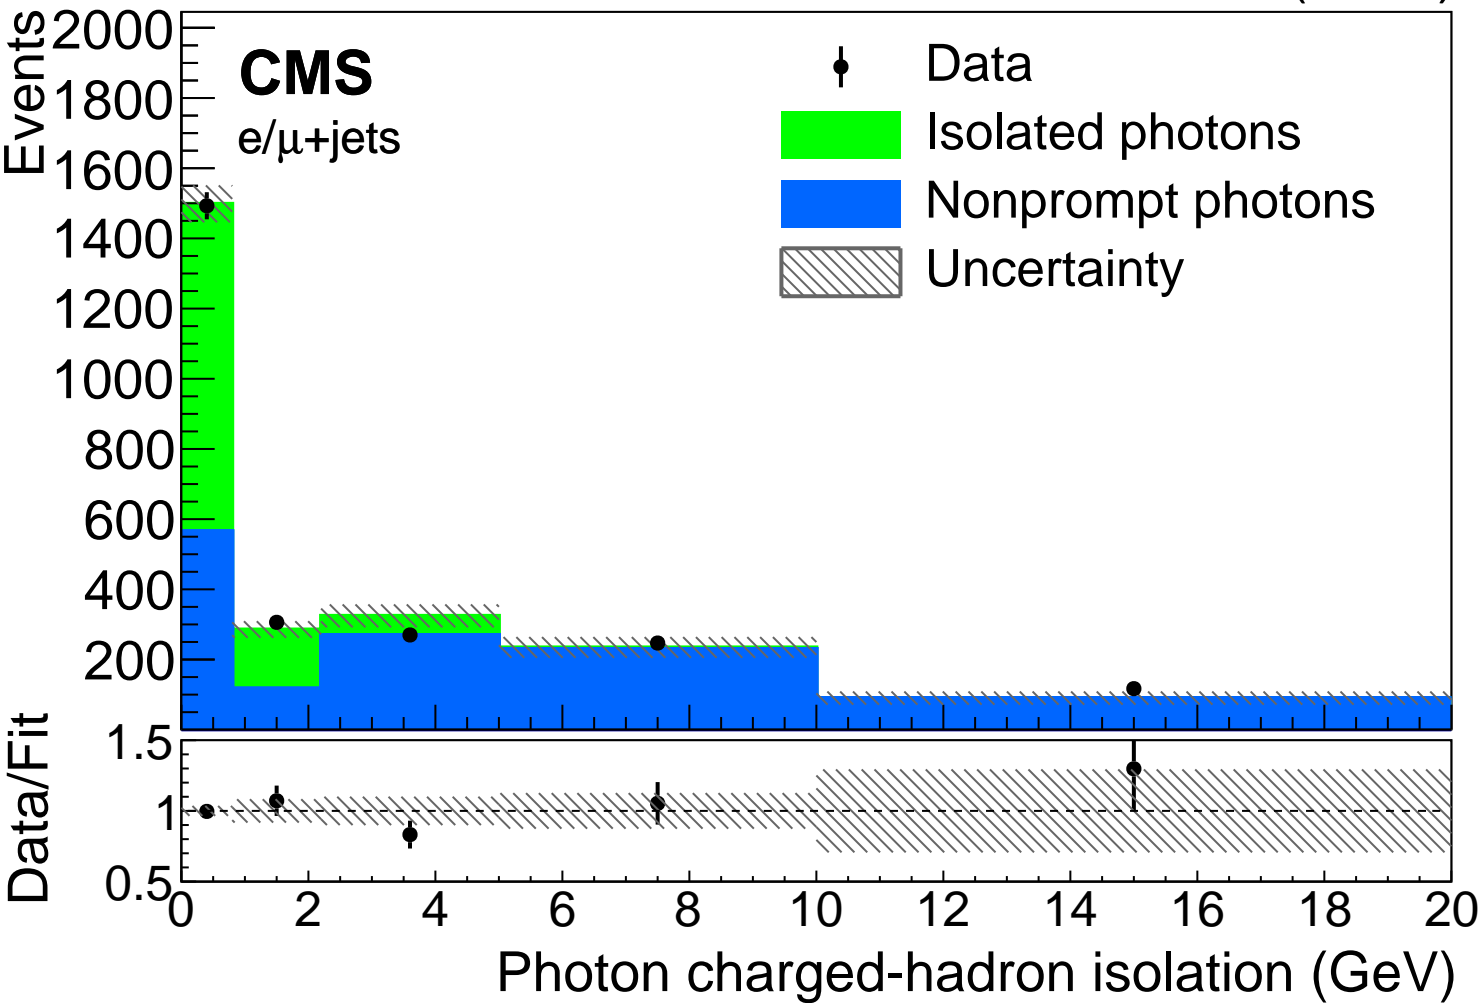 Events
2000
1800
1600
1400
1200
1000
800
600
400
200
CMS
e/μ+jets
Data
Isolated photons
Nonprompt photons
Uncertainty
Data/Fit
1.5
1
0.5
0 2 4 6 8 10 12 14 16 18 20
Photon charged-hadron isolation (GeV)